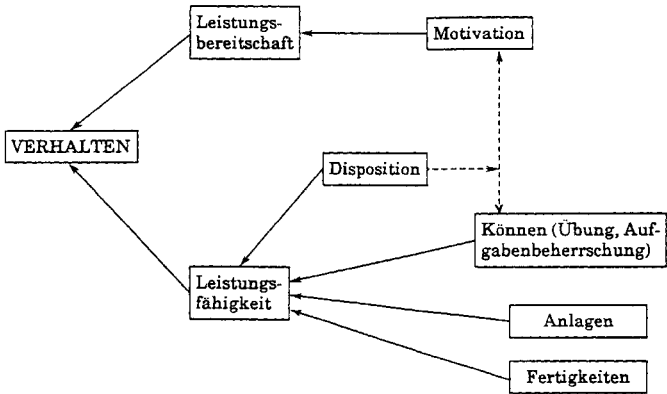 Leistungs-
bereitschaft
Motivation
VERHALTEN
Disposition
Können (Übung, Auf-
gabenbeherrschung)
Leistungs-
fähigkeit
Anlagen
Fertigkeiten